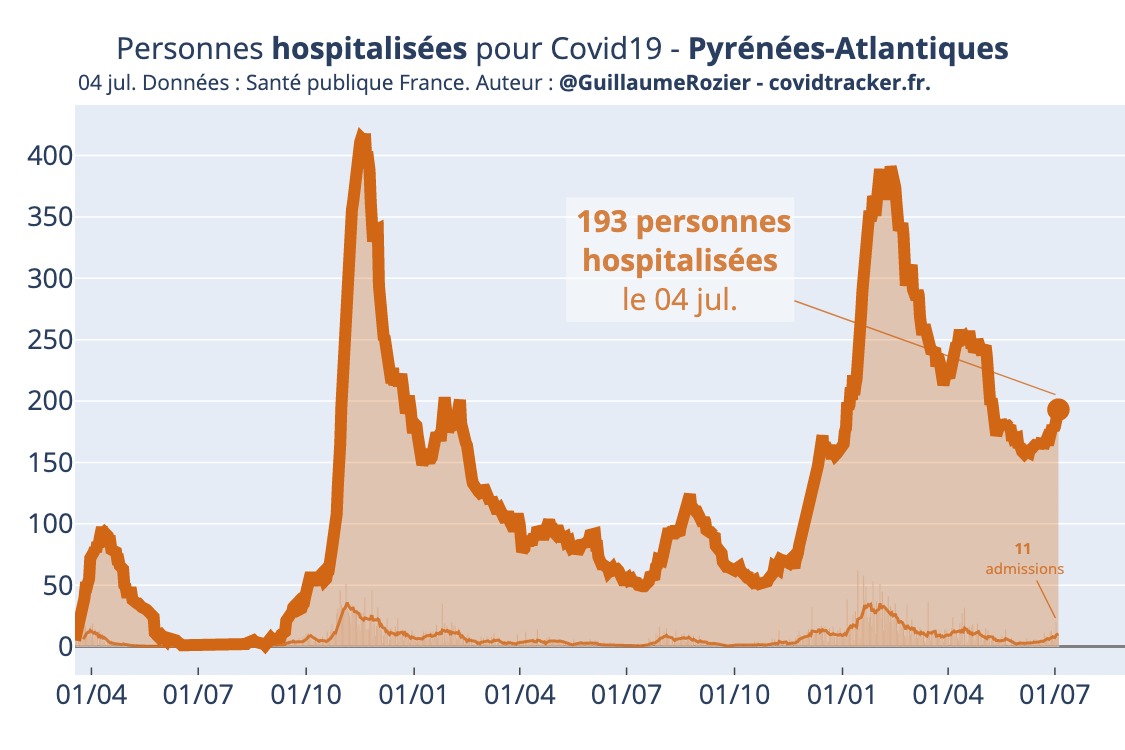 Personnes hospitalisées pour Covid19 - Pyrénées-Atlantiques
04 jul. Données : Santé publique France. Auteur : @GuillaumeRozier - covidtracker.fr.
400
350
300
250
200
150
100
50
0
193 personnes
hospitalisées
le 04 jul.
11
admissions
01/04 01/07 01/10 01/01 01/04 01/07 01/10 01/01 01/04 01/07